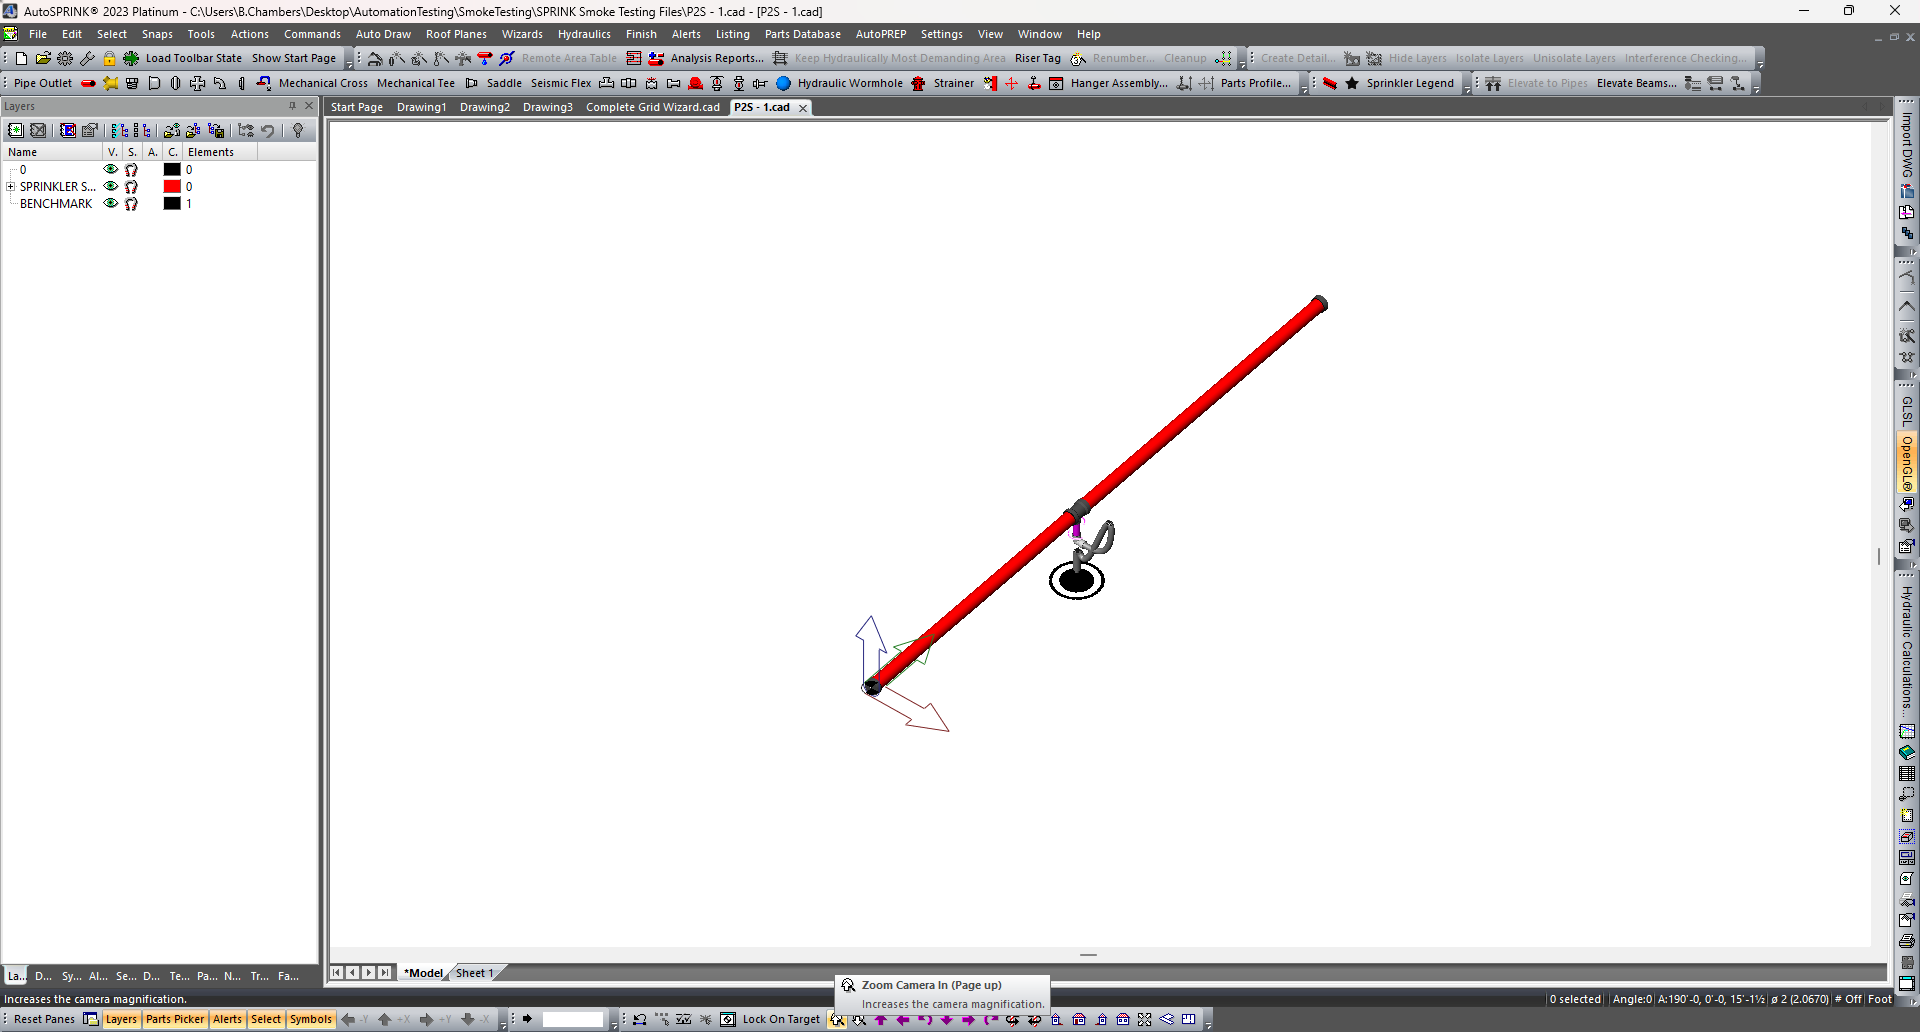 AutoSPRINK® 2023 Platinum - C:\Users\B.Chambers\Desktop\AutomationTesting\SmokeTesting\SPRINK Smoke Testing Files\P2S - 1.cad - [P2S - 1.cad]
File Edit Select Snaps Tools Actions Commands Auto Draw Roof Planes Wizards Hydraulics Finish Alerts Listing Parts Database AutoPREP Settings View Window Help
Load Toolbar State Show Start Page Remote Area Table Analysis Reports... Keep Hydraulically Most Demanding Area Riser Tag Renumber... Cleanup Create Detail... Hide Layers Isolate Layers Unisolate Layers Interference Checking...
Pipe Outlet Mechanical Cross Mechanical Tee Saddle Seismic Flex Hydraulic Wormhole Strainer Hanger Assembly... Parts Profile... Sprinkler Legend Elevate to Pipes Elevate Beams...
Layers
Start Page Drawing1 Drawing2 Drawing3 Complete Grid Wizard.cad P2S - 1.cad
Name V. S. A. C. Elements
0 0
SPRINKLER S... 0
BENCHMARK 1
Import DWG
GLSL
OpenGL®
Hydraulic Calculations...
La... D... Sy... Al... Se... D... Te... Pa... N... Tr... Fa...
*Model Sheet 1
Zoom Camera In (Page up)
Increases the camera magnification.
Increases the camera magnification.
0 selected Angle:0 A:190'-0, 0'-0, 15'-1½ ø 2 (2.0670) # Off Foot
Reset Panes Layers Parts Picker Alerts Select Symbols -Y +X +Y -X Lock On Target